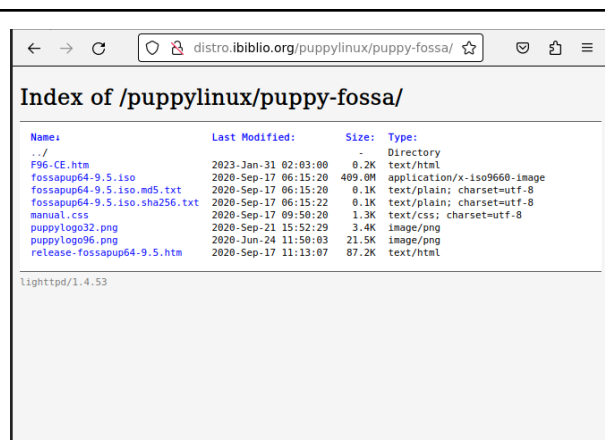 distro.ibiblio.org/puppylinux/puppy-fossa/
Index of /puppylinux/puppy-fossa/
Name↓ Last Modified: Size: Type:
../ - Directory
F96-CE.htm 2023-Jan-31 02:03:00 0.2K text/html
fossapup64-9.5.iso 2020-Sep-17 06:15:20 409.0M application/x-iso9660-image
fossapup64-9.5.iso.md5.txt 2020-Sep-17 06:15:20 0.1K text/plain; charset=utf-8
fossapup64-9.5.iso.sha256.txt 2020-Sep-17 06:15:22 0.1K text/plain; charset=utf-8
manual.css 2020-Sep-17 09:50:20 1.3K text/css; charset=utf-8
puppylogo32.png 2020-Sep-21 15:52:29 3.4K image/png
puppylogo96.png 2020-Jun-24 11:50:03 21.5K image/png
release-fossapup64-9.5.htm 2020-Sep-17 11:13:07 87.2K text/html
lighttpd/1.4.53